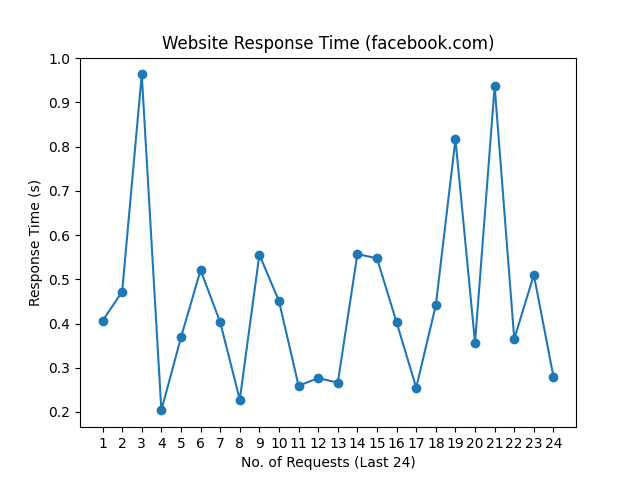 Website Response Time (facebook.com)
1.0
0.9
0.8
0.7
0.6
0.5
0.4
0.3
0.2
Response Time (s)
1 2 3 4 5 6 7 8 9 10 11 12 13 14 15 16 17 18 19 20 21 22 23 24
No. of Requests (Last 24)